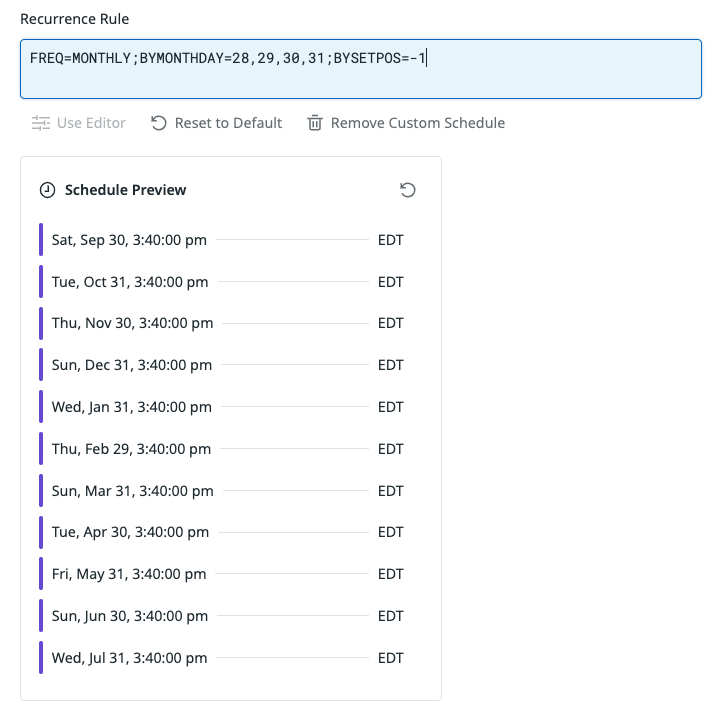 Recurrence Rule
FREQ=MONTHLY;BYMONTHDAY=28,29,30,31;BYSETPOS=-1
Use Editor Reset to Default Remove Custom Schedule
Schedule Preview
Sat, Sep 30, 3:40:00 pm EDT
Tue, Oct 31, 3:40:00 pm EDT
Thu, Nov 30, 3:40:00 pm EDT
Sun, Dec 31, 3:40:00 pm EDT
Wed, Jan 31, 3:40:00 pm EDT
Thu, Feb 29, 3:40:00 pm EDT
Sun, Mar 31, 3:40:00 pm EDT
Tue, Apr 30, 3:40:00 pm EDT
Fri, May 31, 3:40:00 pm EDT
Sun, Jun 30, 3:40:00 pm EDT
Wed, Jul 31, 3:40:00 pm EDT